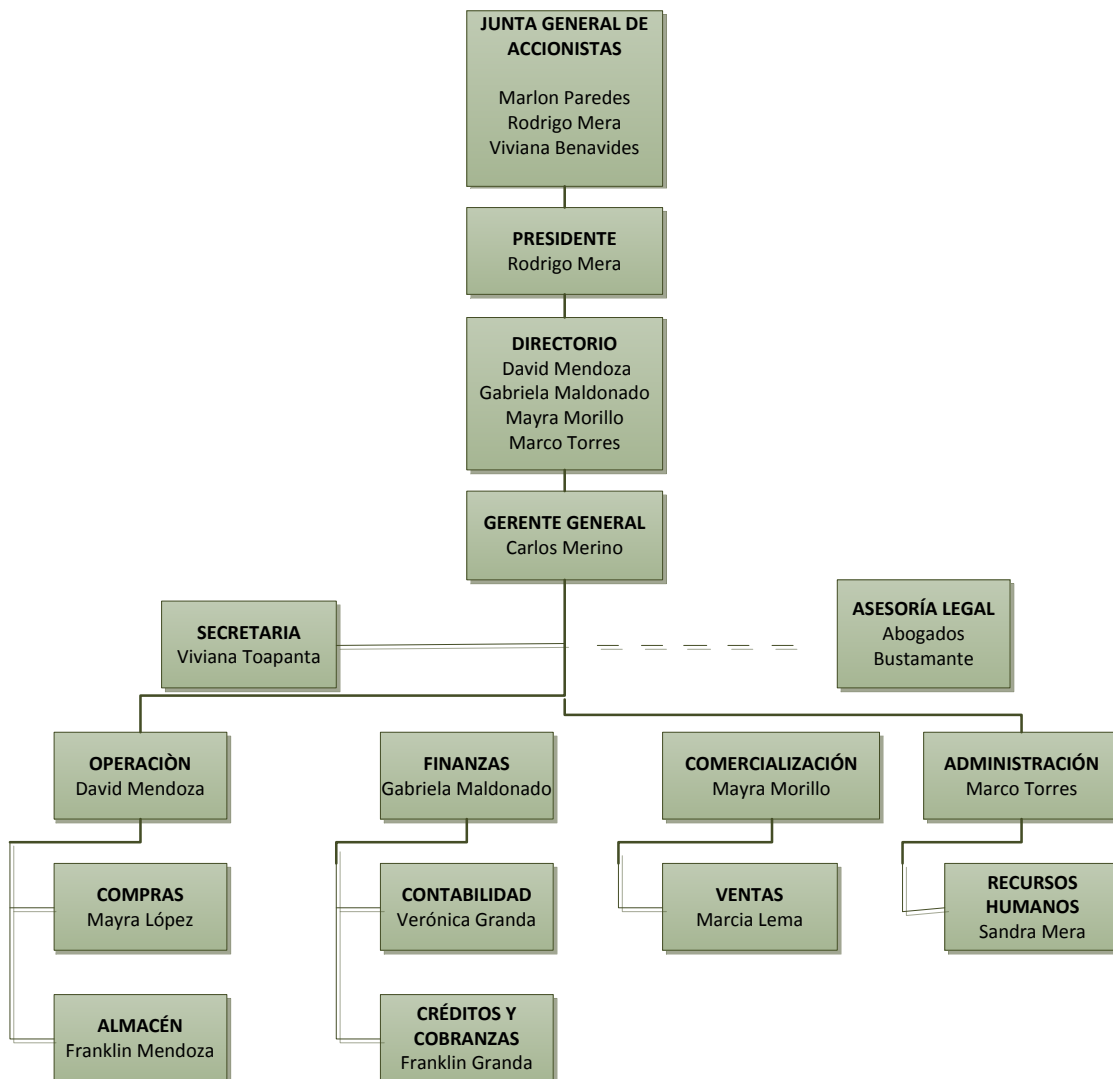 JUNTA GENERAL DE
ACCIONISTAS
Marlon Paredes
Rodrigo Mera
Viviana Benavides
PRESIDENTE
Rodrigo Mera
DIRECTORIO
David Mendoza
Gabriela Maldonado
Mayra Morillo
Marco Torres
GERENTE GENERAL
Carlos Merino
SECRETARIA
Viviana Toapanta
ASESORÍA LEGAL
Abogados
Bustamante
OPERACIÒN
David Mendoza
FINANZAS
Gabriela Maldonado
COMERCIALIZACIÓN
Mayra Morillo
ADMINISTRACIÓN
Marco Torres
COMPRAS
Mayra López
CONTABILIDAD
Verónica Granda
VENTAS
Marcia Lema
RECURSOS
HUMANOS
Sandra Mera
ALMACÉN
Franklin Mendoza
CRÉDITOS Y
COBRANZAS
Franklin Granda